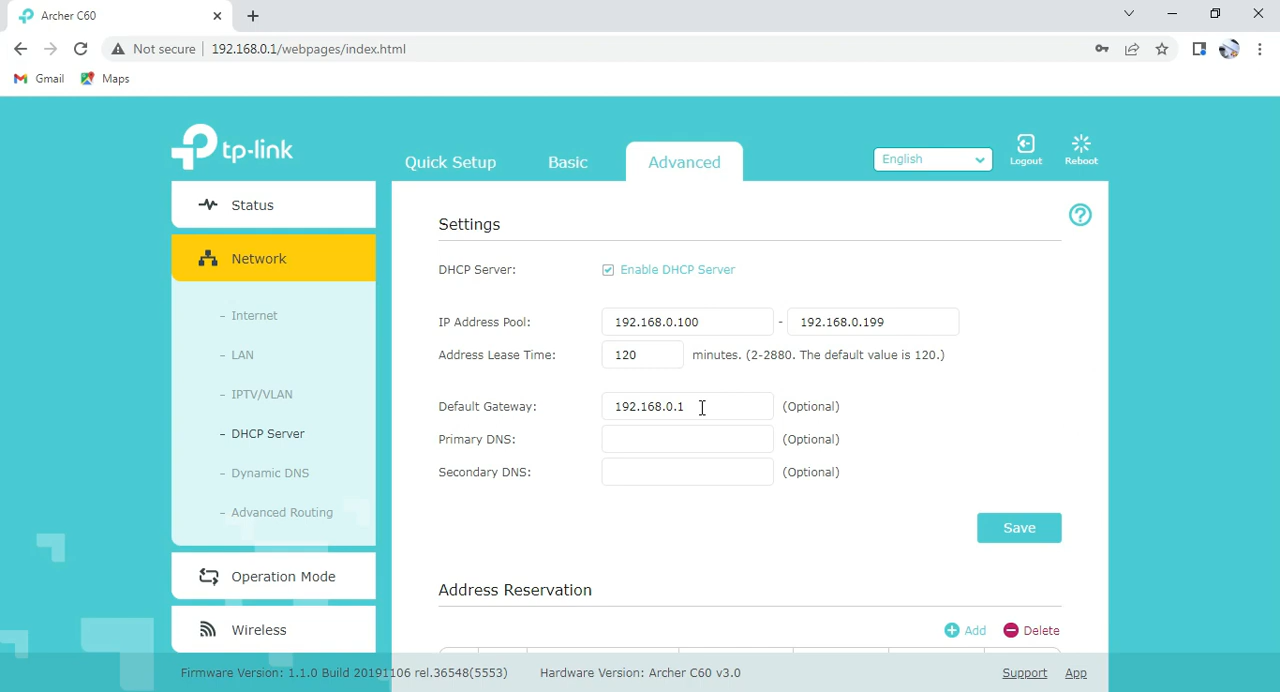 Archer C60
Not secure 192.168.0.1/webpages/index.html
Gmail Maps
tp-link
Quick Setup Basic Advanced
English
Logout
Reboot
Status
Network
- Internet
- LAN
- IPTV/VLAN
- DHCP Server
- Dynamic DNS
- Advanced Routing
Operation Mode
Wireless
Settings
DHCP Server: Enable DHCP Server
IP Address Pool: 192.168.0.100 - 192.168.0.199
Address Lease Time: 120 minutes. (2-2880. The default value is 120.)
Default Gateway: 192.168.0.1 (Optional)
Primary DNS: (Optional)
Secondary DNS: (Optional)
Save
Address Reservation
Add Delete
Firmware Version: 1.1.0 Build 20191106 rel.36548(5553) Hardware Version: Archer C60 v3.0 Support App